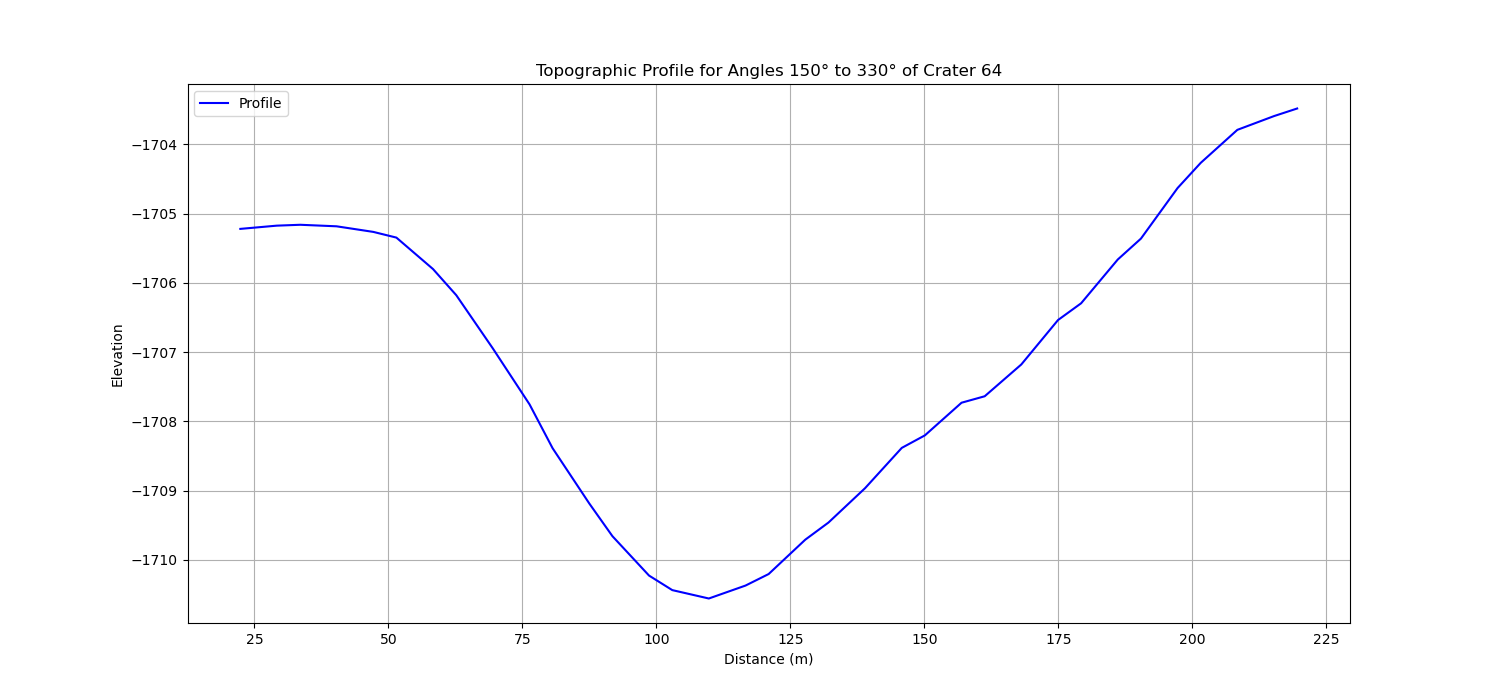 Topographic Profile for Angles 150° to 330° of Crater 64
Profile
−1704
−1705
−1706
−1707
−1708
−1709
−1710
Elevation
25 50 75 100 125 150 175 200 225
Distance (m)